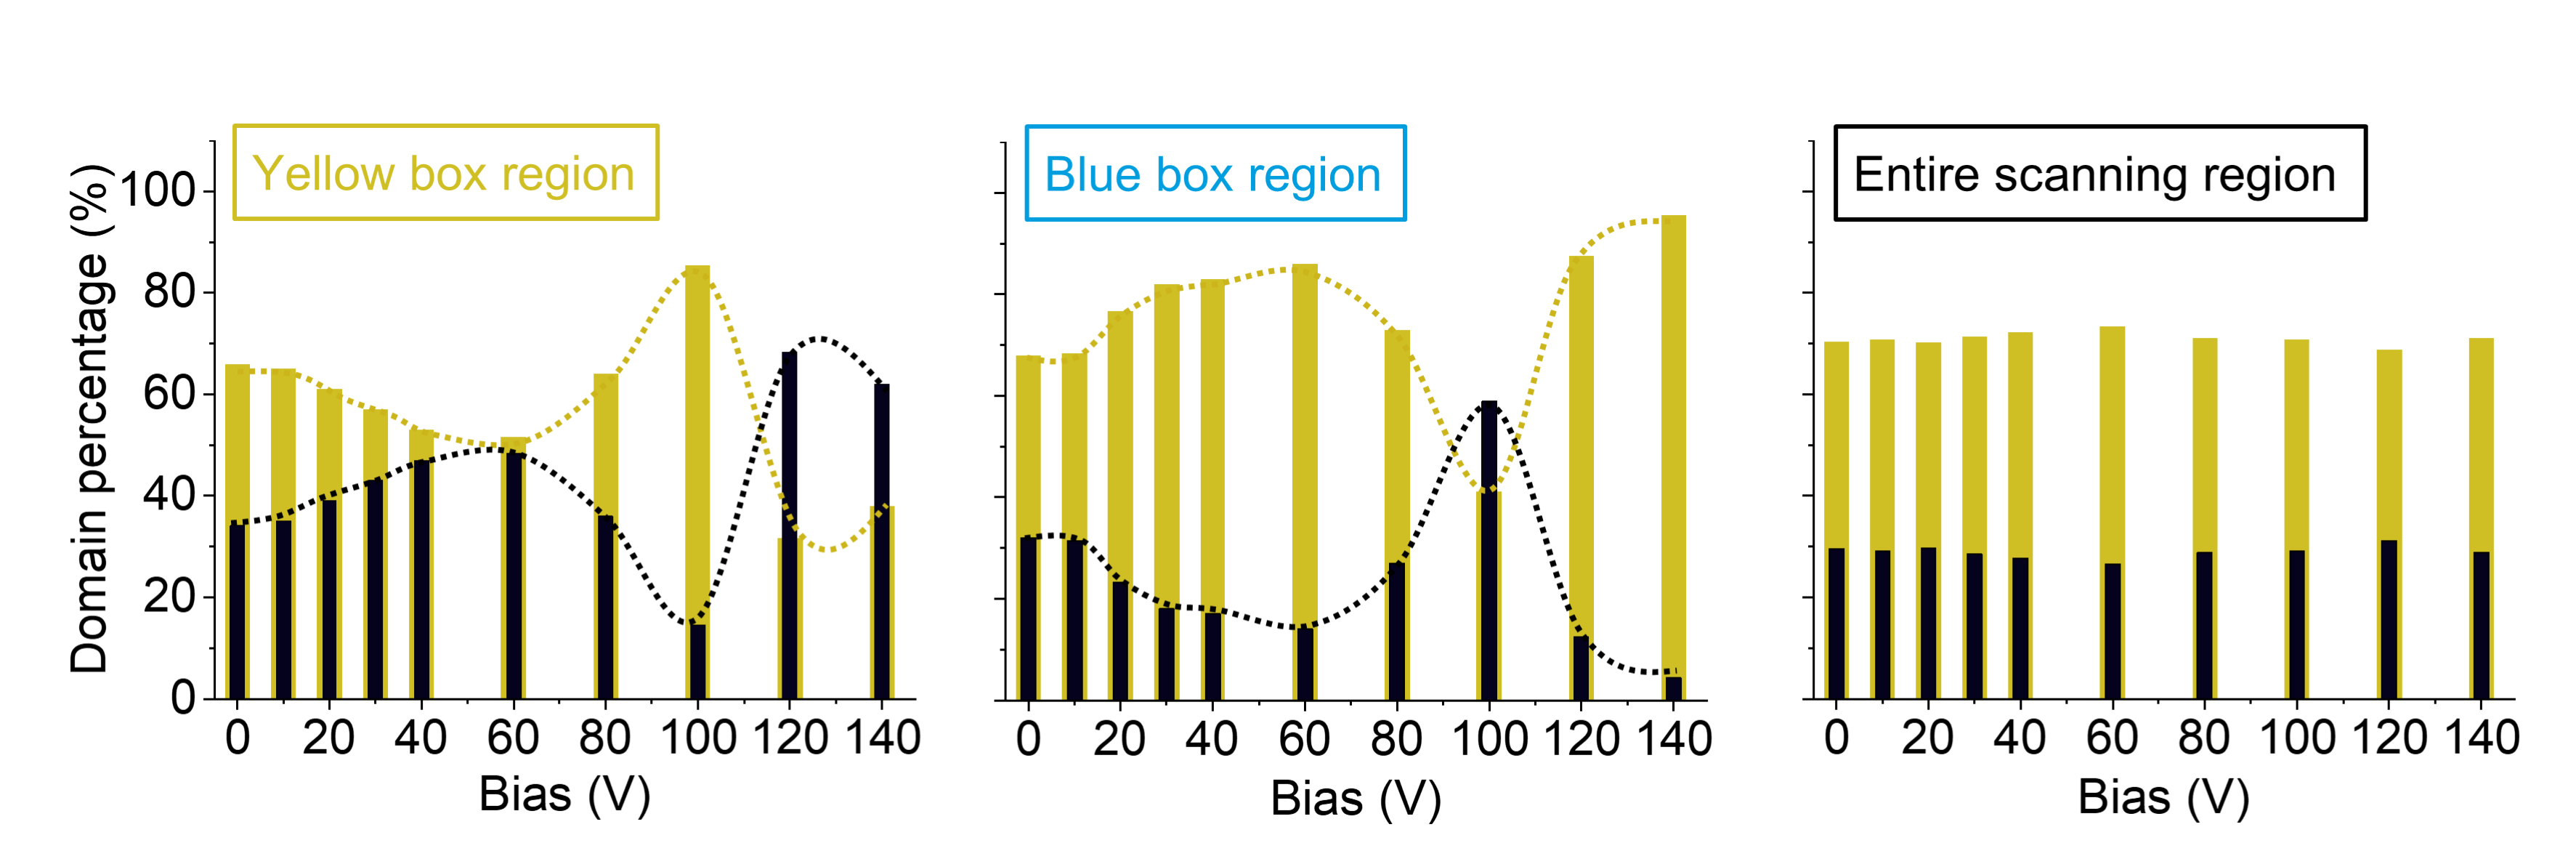 Yellow box region
Blue box region
Entire scanning region
Domain percentage (%)
100
80
60
40
20
0
0 20 40 60 80 100 120 140
Bias (V)
0 20 40 60 80 100 120 140
Bias (V)
0 20 40 60 80 100 120 140
Bias (V)